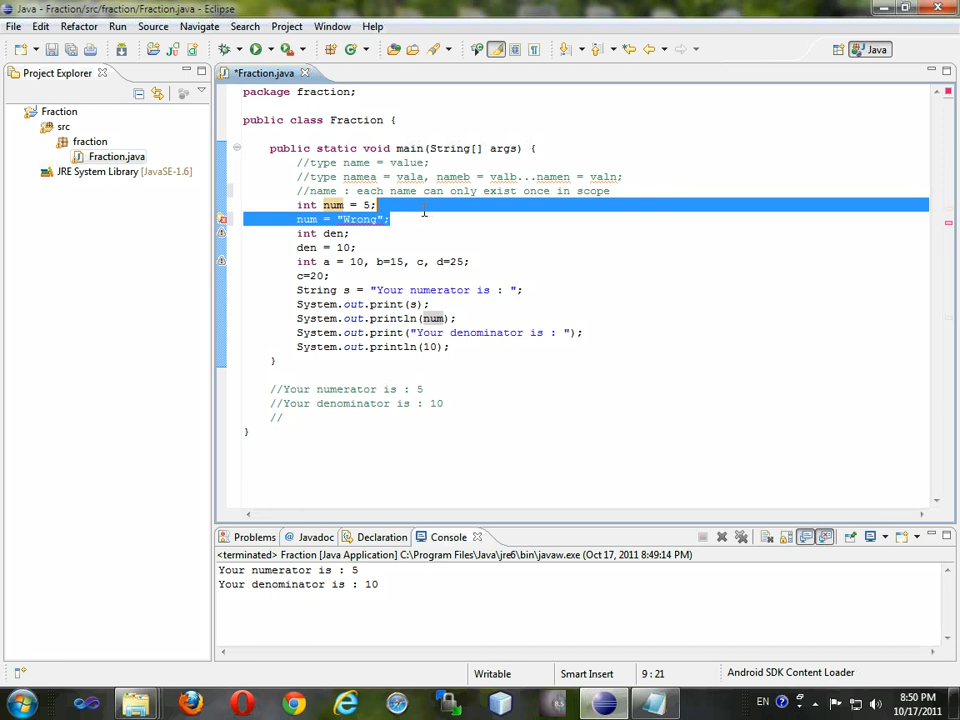 Java - Fraction/src/fraction/Fraction.java - Eclipse
File Edit Refactor Run Source Navigate Search Project Window Help
Java
Project Explorer
*Fraction.java
Fraction
src
fraction
Fraction.java
JRE System Library [JavaSE-1.6]
package fraction;
public class Fraction {
public static void main(String[] args) {
//type name = value;
//type namea = vala, nameb = valb...namen = valn;
//name : each name can only exist once in scope
int num = 5;
num = "Wrong";
int den;
den = 10;
int a = 10, b=15, c, d=25;
c=20;
String s = "Your numerator is : ";
System.out.print(s);
System.out.println(num);
System.out.print("Your denominator is : ");
System.out.println(10);
}
//Your numerator is : 5
//Your denominator is : 10
//
}
Problems Javadoc Declaration Console
<terminated> Fraction [Java Application] C:\Program Files\Java\jre6\bin\javaw.exe (Oct 17, 2011 8:49:14 PM)
Your numerator is : 5
Your denominator is : 10
Writable Smart Insert 9 : 21 Android SDK Content Loader
EN
8:50 PM
10/17/2011